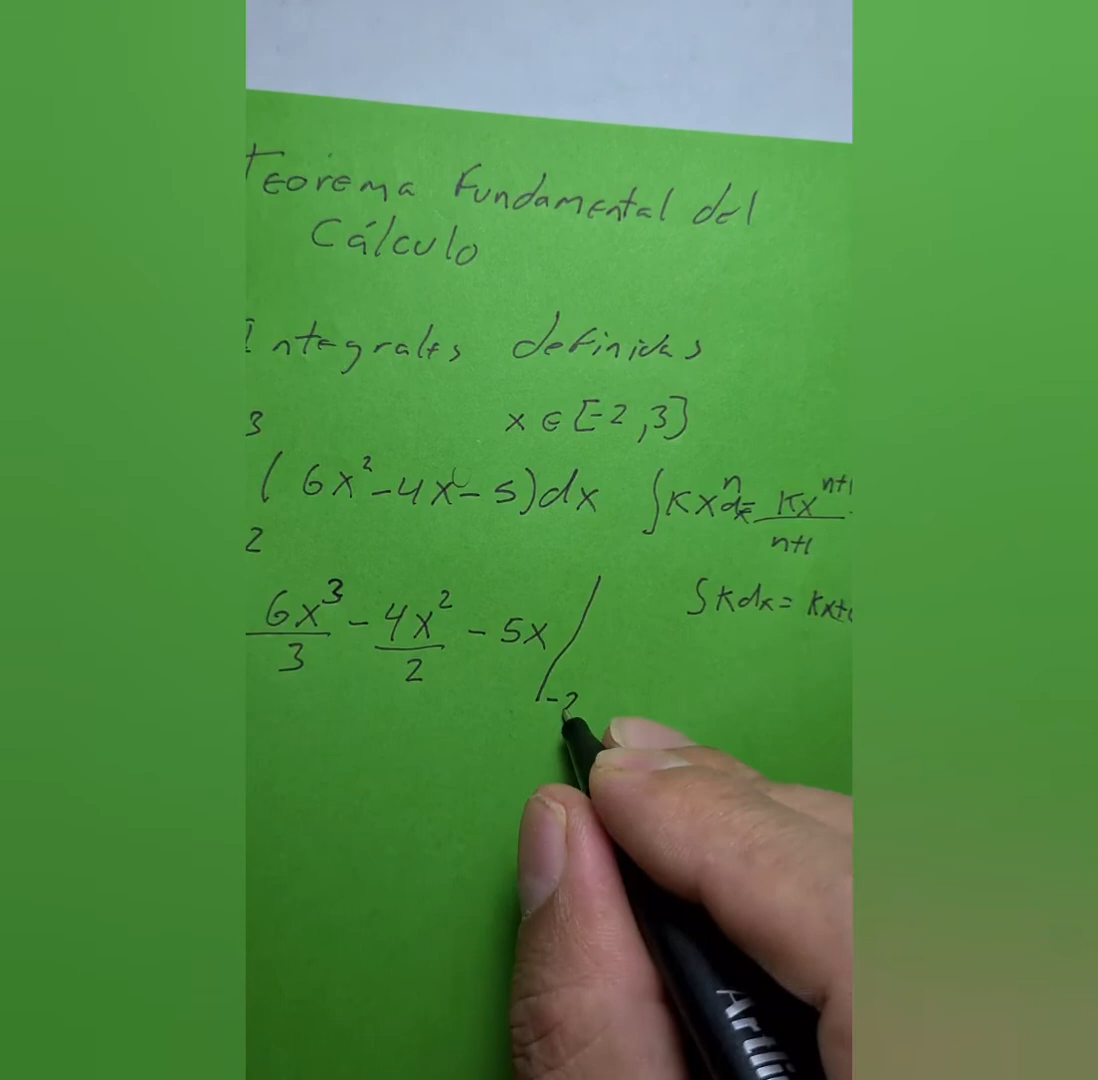 Teorema Fundamental del
Cálculo
Integrales definidas
3
x ∈ [-2, 3]
(6x² - 4x - 5)dx
∫Kxⁿdx = Kxⁿ⁺¹/n+1
2
6x³/3 - 4x²/2 - 5x /-2
∫Kdx = Kx+c
Artli